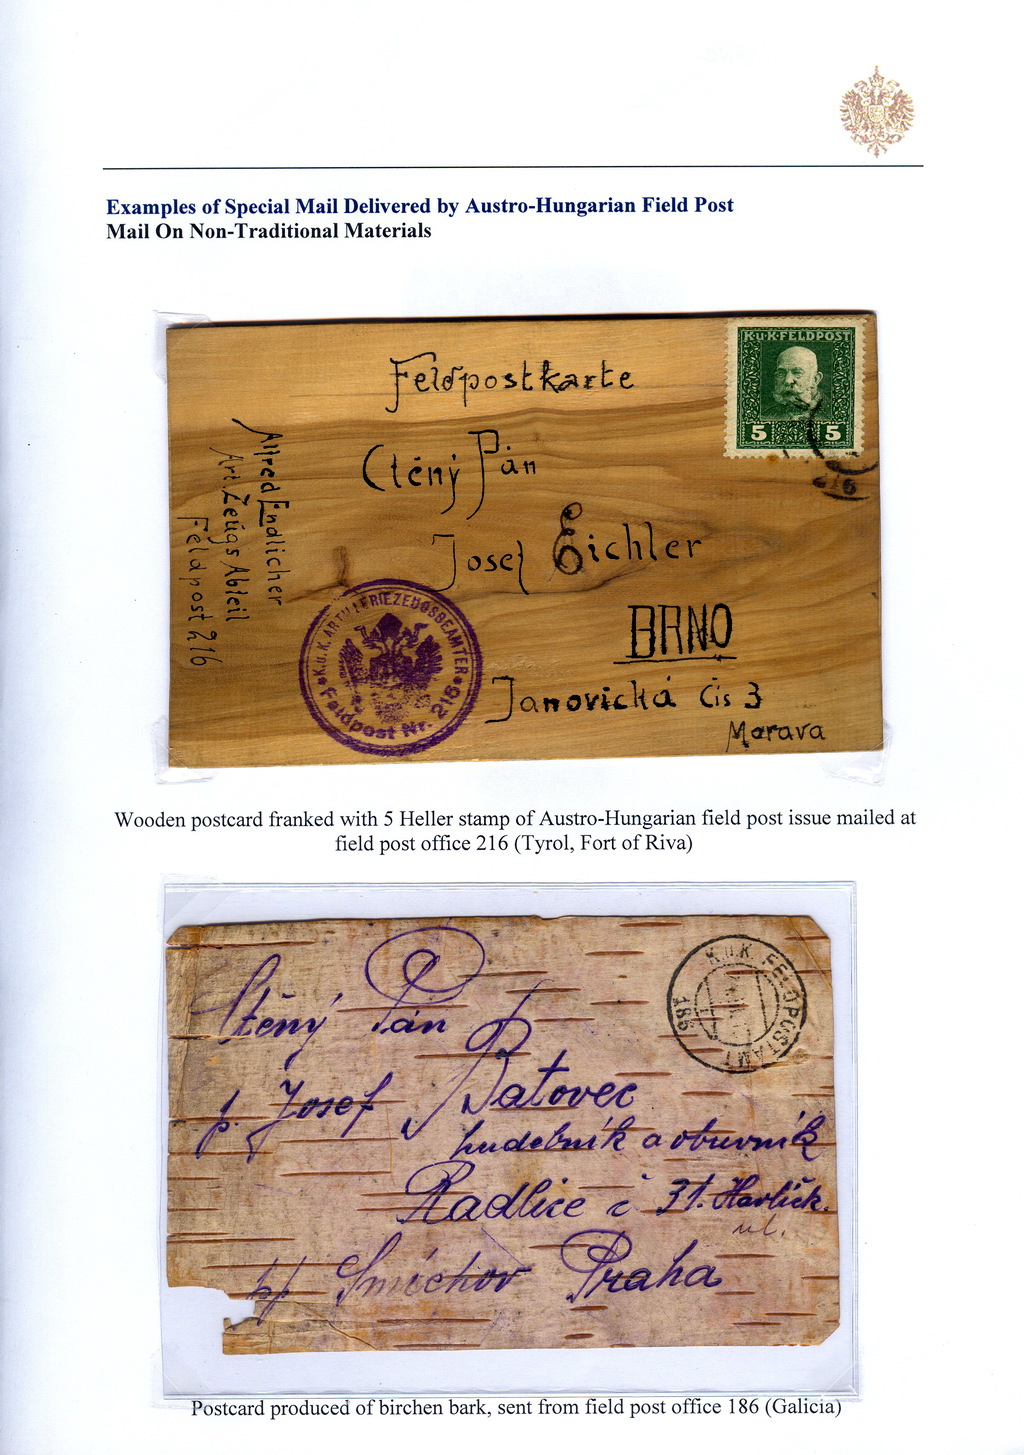 Examples of Special Mail Delivered by Austro-Hungarian Field Post
Mail On Non-Traditional Materials
K.u.K. FELDPOST
5 5
Feldpostkarte
Ctěný Pán
Josef Eichler
BRNO
Janovická čis 3
Morava
Alfred Endlicher
Art. Zeugs Abteil
Feldpost 216
216
K.u.K. ARTILLERIEZEUGSBEAMTER
Feldpost Nr. 216
Wooden postcard franked with 5 Heller stamp of Austro-Hungarian field post issue mailed at
field post office 216 (Tyrol, Fort of Riva)
K.u.K. FELDPOSTAMT
186
Ctěný Pán
p. Josef Batovec
hudebník a obuvník
Radlice č 31. Havlíčk.
ul.
p/ Smíchov Praha
Postcard produced of birchen bark, sent from field post office 186 (Galicia)